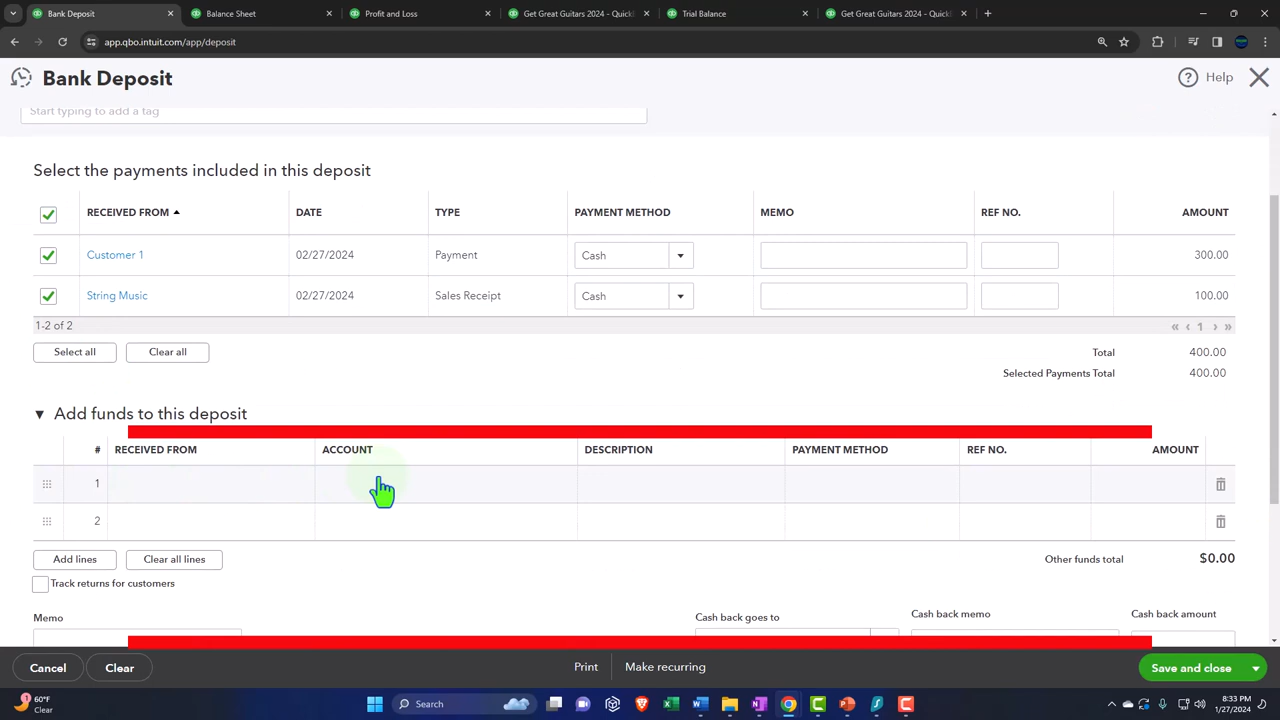 Bank Deposit
Balance Sheet
Profit and Loss
Get Great Guitars 2024 - Quick
Trial Balance
Get Great Guitars 2024 - Quick
app.qbo.intuit.com/app/deposit
Bank Deposit
Help
Start typing to add a tag
Select the payments included in this deposit
RECEIVED FROM DATE TYPE PAYMENT METHOD MEMO REF NO. AMOUNT
Customer 1 02/27/2024 Payment Cash 300.00
String Music 02/27/2024 Sales Receipt Cash 100.00
1-2 of 2 « ‹ 1 › »
Select all Clear all Total 400.00
Selected Payments Total 400.00
Add funds to this deposit
# RECEIVED FROM ACCOUNT DESCRIPTION PAYMENT METHOD REF NO. AMOUNT
1
2
Add lines Clear all lines Other funds total $0.00
Track returns for customers
Memo Cash back goes to Cash back memo Cash back amount
Cancel Clear Print Make recurring Save and close
1 60°F
Clear
Search
8:33 PM
1/27/2024